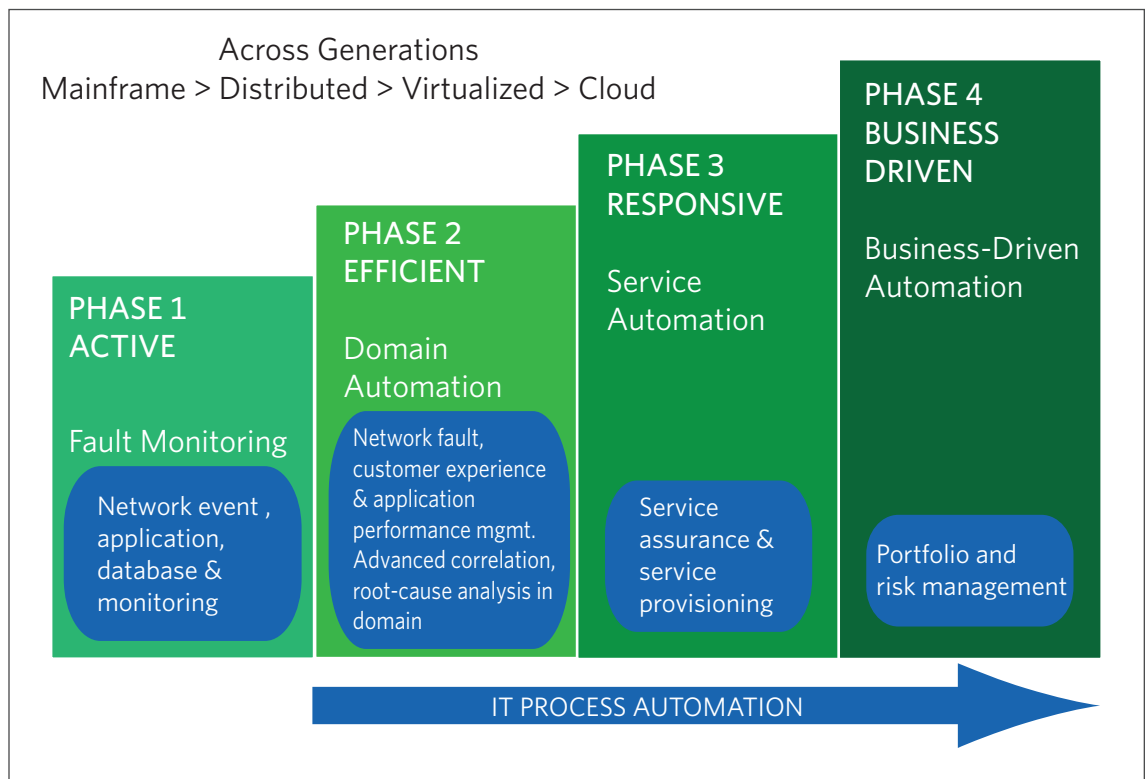 Across Generations
Mainframe > Distributed > Virtualized > Cloud
PHASE 1
ACTIVE
Fault Monitoring
Network event ,
application,
database &
monitoring
PHASE 2
EFFICIENT
Domain
Automation
Network fault,
customer experience
& application
performance mgmt.
Advanced correlation,
root-cause analysis in
domain
PHASE 3
RESPONSIVE
Service
Automation
Service
assurance &
service
provisioning
PHASE 4
BUSINESS
DRIVEN
Business-Driven
Automation
Portfolio and
risk management
IT PROCESS AUTOMATION